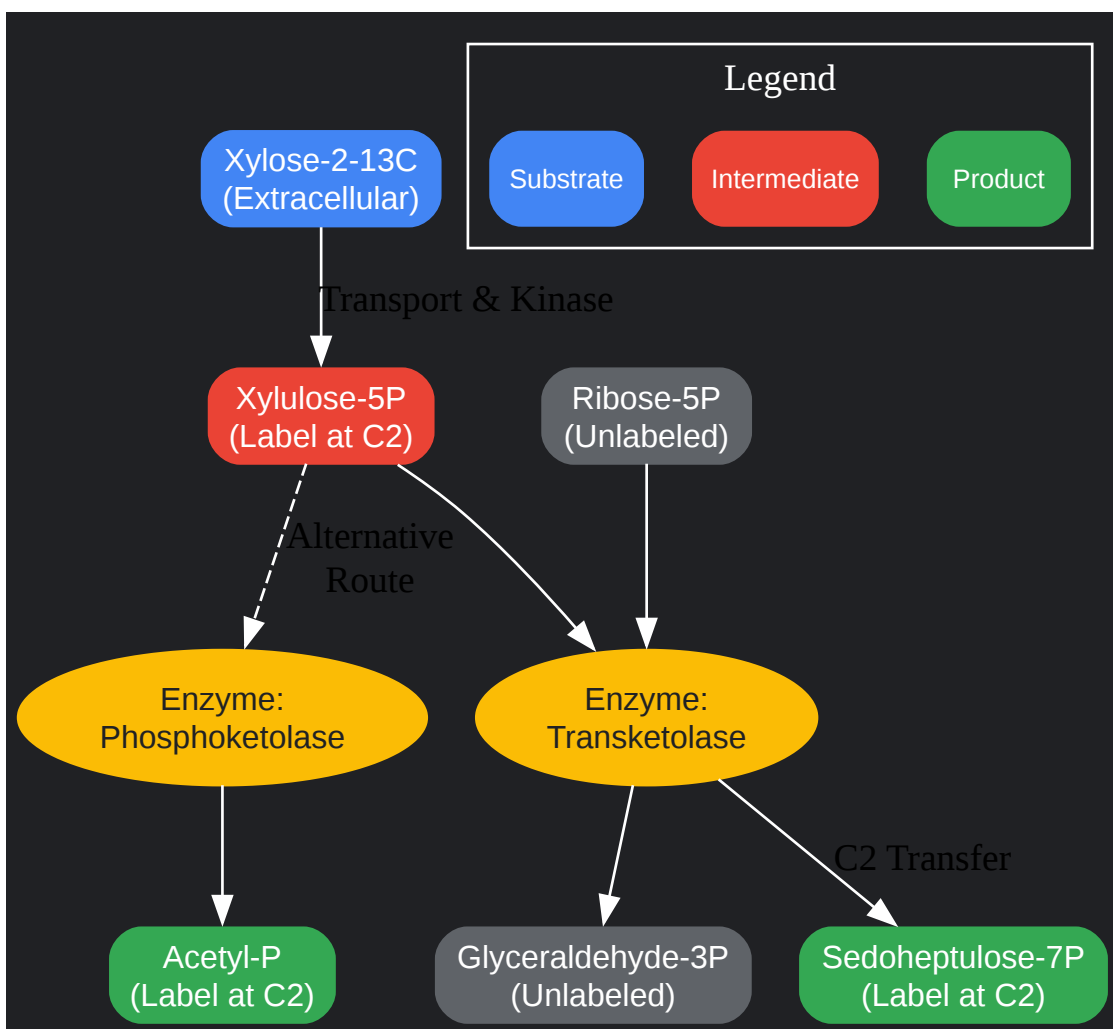 Legend
Xylose-2-13C
(Extracellular)
Substrate
Intermediate
Product
Transport & Kinase
Xylulose-5P
(Label at C2)
Ribose-5P
(Unlabeled)
Alternative
Route
Enzyme:
Phosphoketolase
Enzyme:
Transketolase
C2 Transfer
Acetyl-P
(Label at C2)
Glyceraldehyde-3P
(Unlabeled)
Sedoheptulose-7P
(Label at C2)